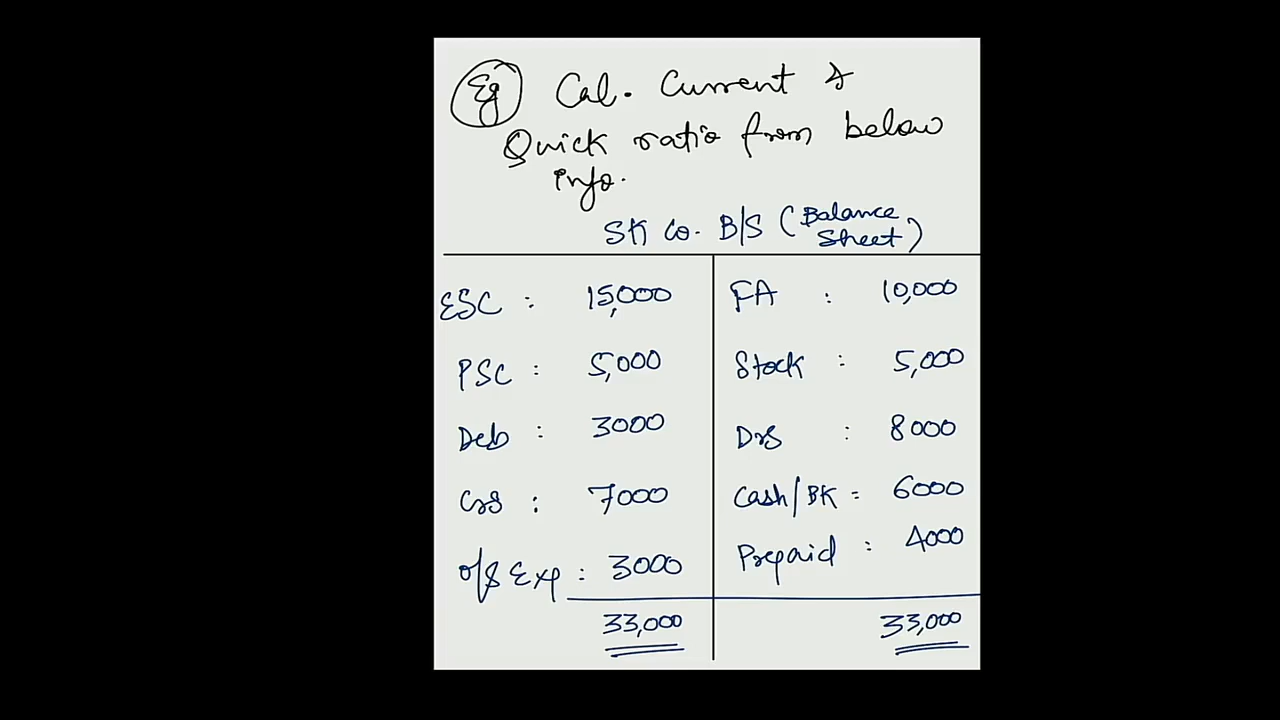 Eg Cal. Current &
Quick ratio from below
info.
SK Co. B/S (Balance Sheet)
ESC : 15,000 FA : 10,000
PSC : 5,000 Stock : 5,000
Deb : 3000 Drs : 8000
Crs : 7000 Cash/BK = 6000
o/s Exp : 3000 Prepaid : 4000
33,000 33,000